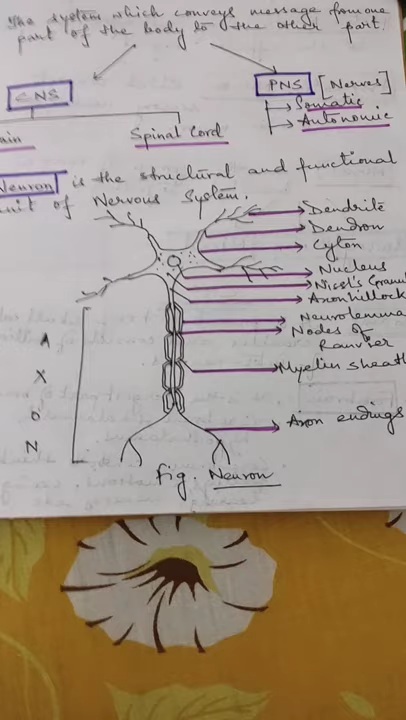 The system which conveys message from one
part of the body to the other part.
CNS
PNS [Nerves]
Somatic
Autonomic
Spinal Cord
Neuron is the structural and functional
unit of Nervous System.
Dendrite
Dendron
Cyton
Nucleus
Axon hillock
Neurolemma
Nodes of
Ranvier
Myelin sheath
Axon endings
A
X
O
N
Fig. Neuron